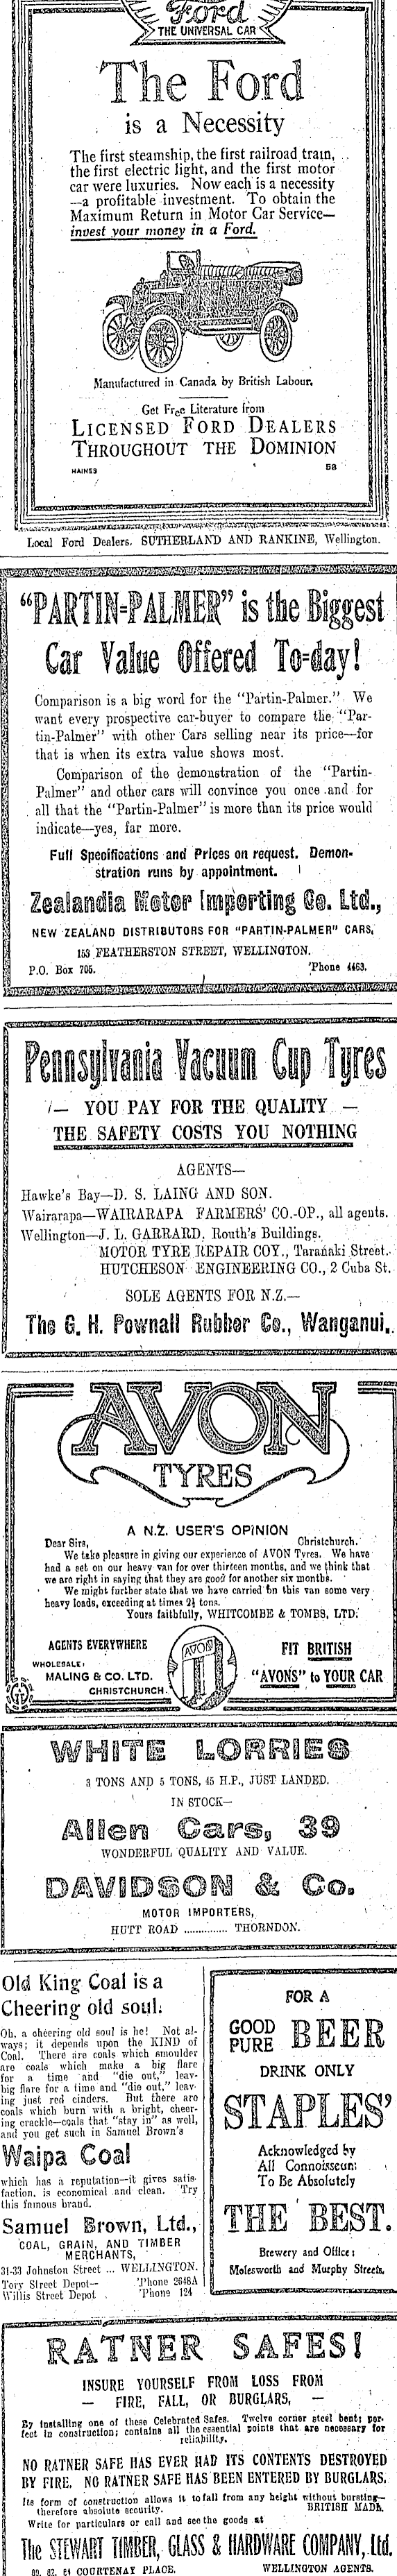 Ford
THE UNIVERSAL CAR
The Ford
is a Necessity
The first steamship, the first railroad train,
the first electric light, and the first motor
car were luxuries. Now each is a necessity
—a profitable investment. To obtain the
Maximum Return in Motor Car Service—
invest your money in a Ford.
Manufactured in Canada by British Labour.
Get Free Literature from
LICENSED FORD DEALERS
THROUGHOUT THE DOMINION
HAINES 58
Local Ford Dealers, SUTHERLAND AND RANKINE, Wellington.
"PARTIN=PALMER" is the Biggest
Car Value Offered To=day!
Comparison is a big word for the "Partin-Palmer." We
want every prospective car-buyer to compare the "Par-
tin-Palmer" with other Cars selling near its price—for
that is when its extra value shows most.
Comparison of the demonstration of the "Partin-
Palmer" and other cars will convince you once and for
all that the "Partin-Palmer" is more than its price would
indicate—yes, far more.
Full Specifications and Prices on request. Demon-
stration runs by appointment.
Zealandia Motor Importing Co. Ltd.,
NEW ZEALAND DISTRIBUTORS FOR "PARTIN-PALMER" CARS,
153 FEATHERSTON STREET, WELLINGTON.
P.O. Box 705. 'Phone 4463.
Pennsylvania Vacuum Cup Tyres
— YOU PAY FOR THE QUALITY —
THE SAFETY COSTS YOU NOTHING
AGENTS—
Hawke's Bay—D. S. LAING AND SON.
Wairarapa—WAIRARAPA FARMERS' CO.-OP., all agents.
Wellington—J. L. GARRARD, Routh's Buildings.
MOTOR TYRE REPAIR COY., Taranaki Street.
HUTCHESON ENGINEERING CO., 2 Cuba St.
SOLE AGENTS FOR N.Z.—
The G. H. Pownall Rubber Co., Wanganui.
AVON
TYRES
A N.Z. USER'S OPINION
Dear Sirs, Christchurch.
We take pleasure in giving our experience of AVON Tyres. We have
had a set on our heavy van for over thirteen months, and we think that
we are right in saying that they are good for another six months.
We might further state that we have carried on this van some very
heavy loads, exceeding at times 2½ tons.
Yours faithfully, WHITCOMBE & TOMBS, LTD.
AGENTS EVERYWHERE
WHOLESALE:
MALING & CO. LTD.
CHRISTCHURCH
AVON
FIT BRITISH
"AVONS" to YOUR CAR
WHITE LORRIES
3 TONS AND 5 TONS, 45 H.P., JUST LANDED.
IN STOCK—
Allen Cars, 39
WONDERFUL QUALITY AND VALUE.
DAVIDSON & Co.
MOTOR IMPORTERS,
HUTT ROAD .............. THORNDON.
Old King Coal is a
Cheering old soul.
Oh, a cheering old soul is he! Not al-
ways; it depends upon the KIND of
Coal. There are coals which smoulder
are coals which make a big flare
for a time and "die out," leav-
big flare for a time and "die out," leav-
ing just red cinders. But there are
coals which burn with a bright, cheer-
ing crackle—coals that "stay in" as well,
and you get such in Samuel Brown's
Waipa Coal
which has a reputation—it gives satis-
faction, is economical and clean. Try
this famous brand.
Samuel Brown, Ltd.,
COAL, GRAIN, AND TIMBER
MERCHANTS,
31-33 Johnston Street ... WELLINGTON.
Tory Street Depot— 'Phone 2648A
Willis Street Depot . 'Phone 124
FOR A
GOOD
PURE BEER
DRINK ONLY
STAPLES'
Acknowledged by
All Connoisseurs
To Be Absolutely
THE BEST.
Brewery and Office:
Molesworth and Murphy Streets.
RATNER SAFES!
INSURE YOURSELF FROM LOSS FROM
— FIRE, FALL, OR BURGLARS, —
By installing one of these Celebrated Safes. Twelve corner steel bent; per-
fect in construction; contains all the essential points that are necessary for
reliability.
NO RATNER SAFE HAS EVER HAD ITS CONTENTS DESTROYED
BY FIRE. NO RATNER SAFE HAS BEEN ENTERED BY BURGLARS.
Its form of construction allows it to fall from any height without bursting—
therefore absolute security. BRITISH MADE.
Write for particulars or call and see the goods at
The STEWART TIMBER, GLASS & HARDWARE COMPANY, Ltd.
60, 62, 64 COURTENAY PLACE. WELLINGTON AGENTS.